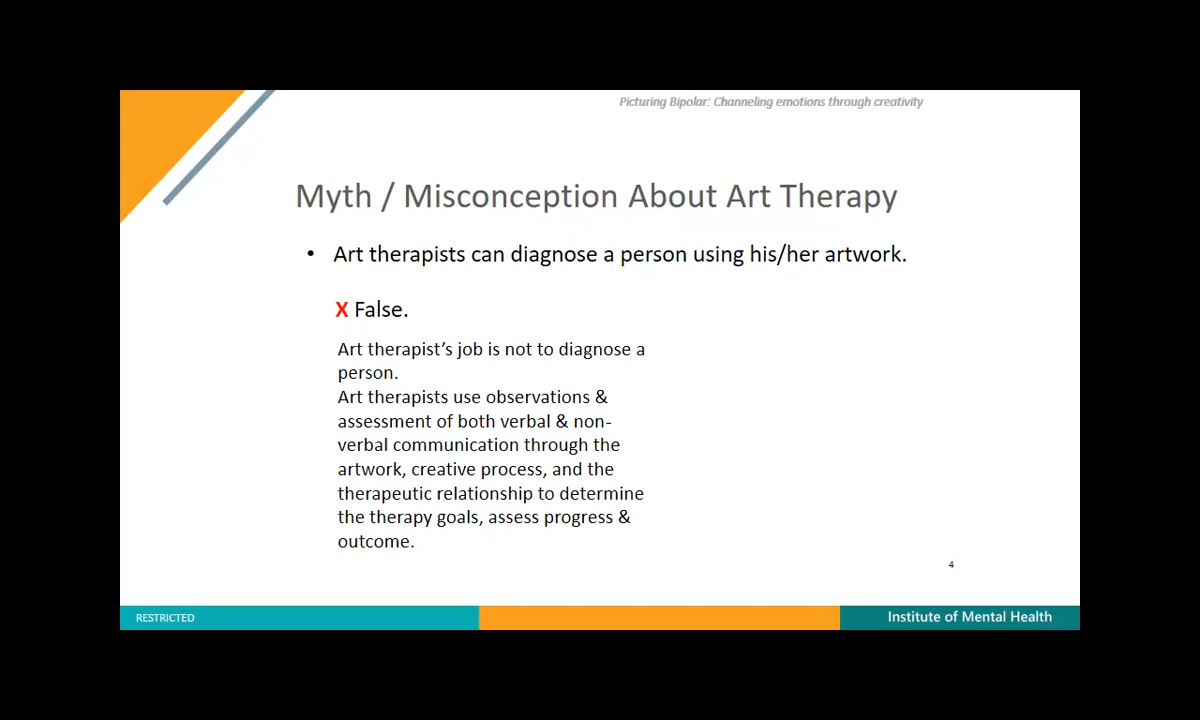 Picturing Bipolar: Channeling emotions through creativity
Myth / Misconception About Art Therapy
• Art therapists can diagnose a person using his/her artwork.
X False.
Art therapist’s job is not to diagnose a
person.
Art therapists use observations &
assessment of both verbal & non-
verbal communication through the
artwork, creative process, and the
therapeutic relationship to determine
the therapy goals, assess progress &
outcome.
4
RESTRICTED
Institute of Mental Health